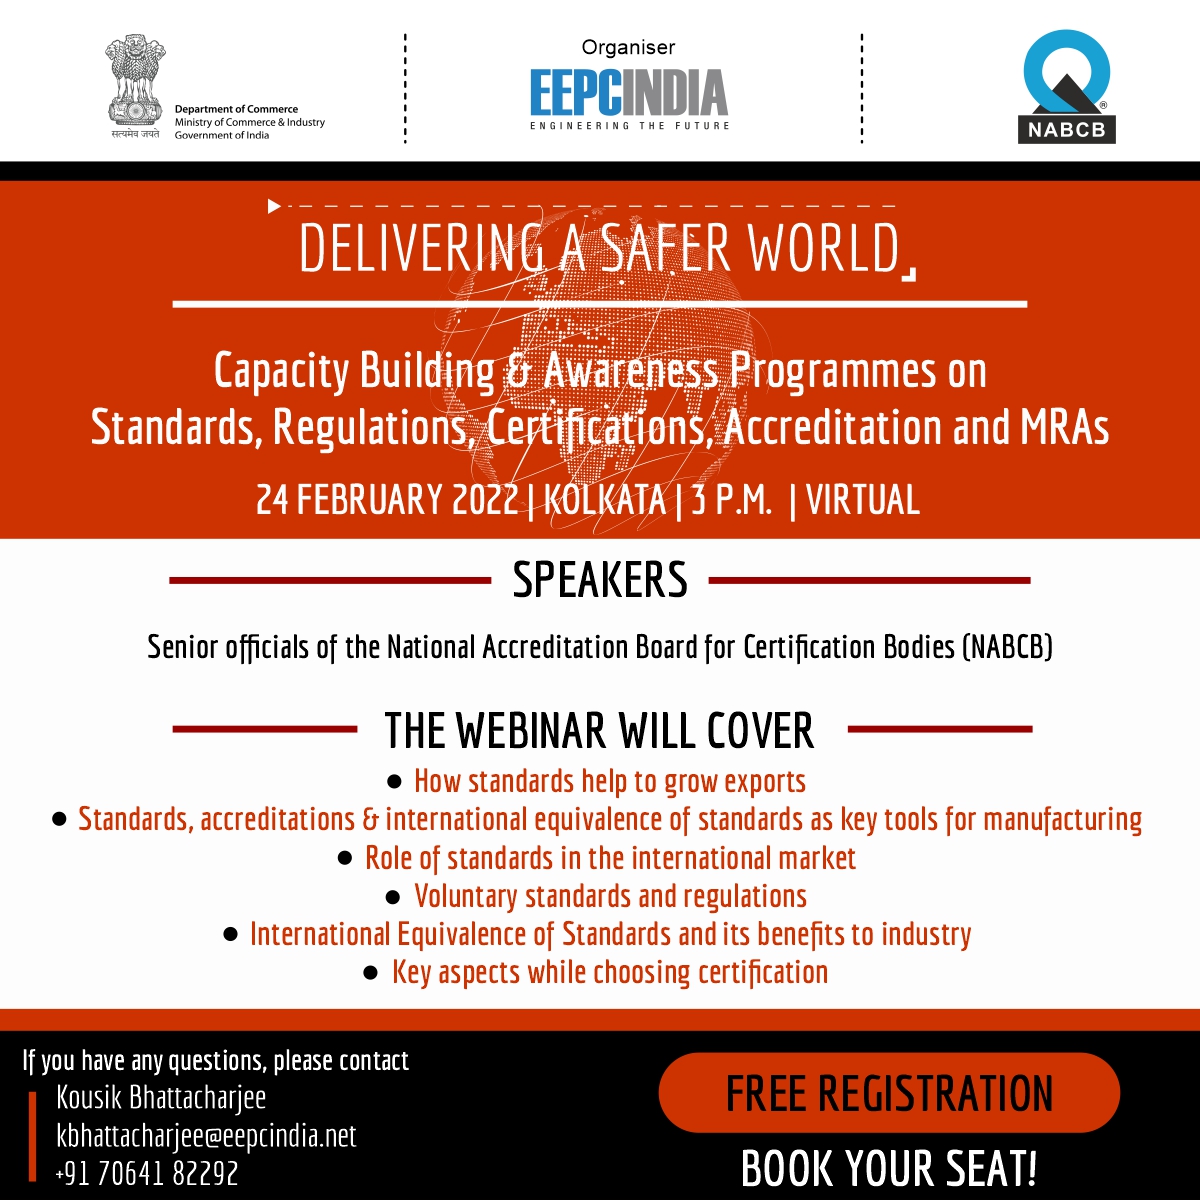 सत्यमेव जयते
Department of Commerce
Ministry of Commerce & Industry
Government of India
Organiser
EEPCINDIA
ENGINEERING THE FUTURE
®
NABCB
DELIVERING A SAFER WORLD
Capacity Building & Awareness Programmes on
Standards, Regulations, Certifications, Accreditation and MRAs
24 FEBRUARY 2022 | KOLKATA | 3 P.M. | VIRTUAL
SPEAKERS
Senior officials of the National Accreditation Board for Certification Bodies (NABCB)
THE WEBINAR WILL COVER
● How standards help to grow exports
● Standards, accreditations & international equivalence of standards as key tools for manufacturing
● Role of standards in the international market
● Voluntary standards and regulations
● International Equivalence of Standards and its benefits to industry
● Key aspects while choosing certification
If you have any questions, please contact
Kousik Bhattacharjee
kbhattacharjee@eepcindia.net
+91 70641 82292
FREE REGISTRATION
BOOK YOUR SEAT!